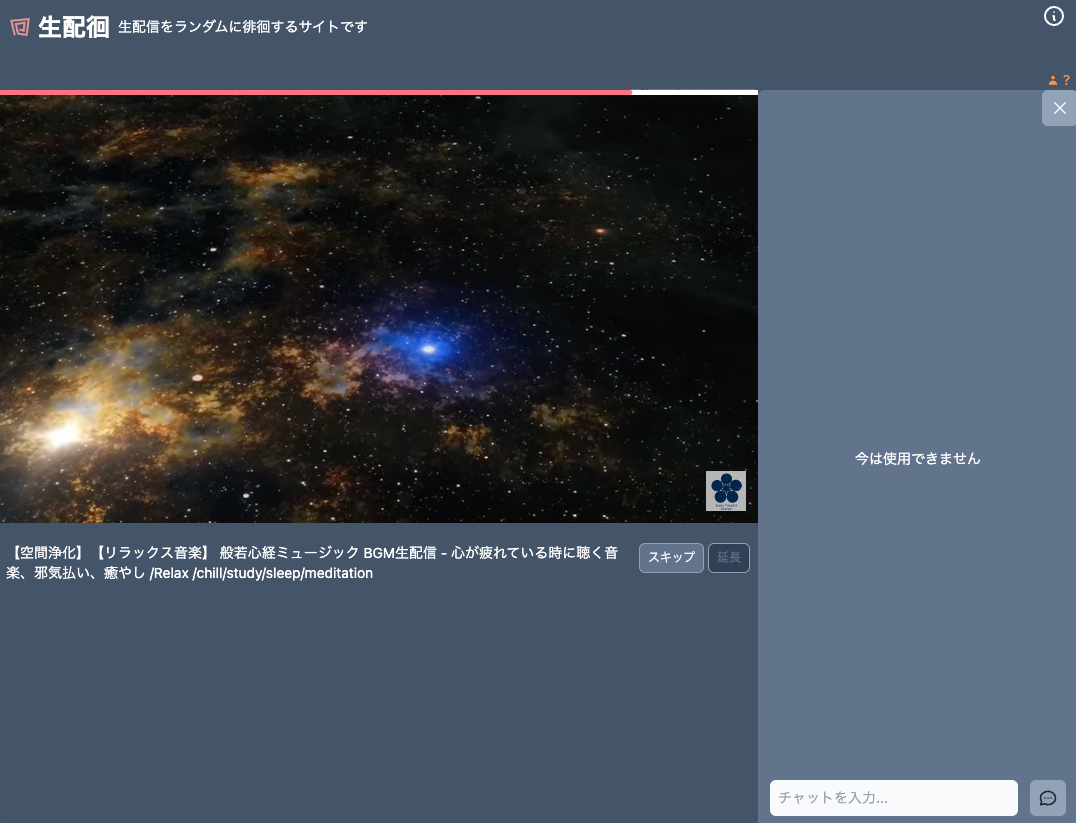 生配徊 生配信をランダムに徘徊するサイトです
?
今は使用できません
【空間浄化】【リラックス音楽】 般若心経ミュージック BGM生配信 - 心が疲れている時に聴く音
楽、邪気払い、癒やし /Relax /chill/study/sleep/meditation
スキップ 延長
チャットを入力...